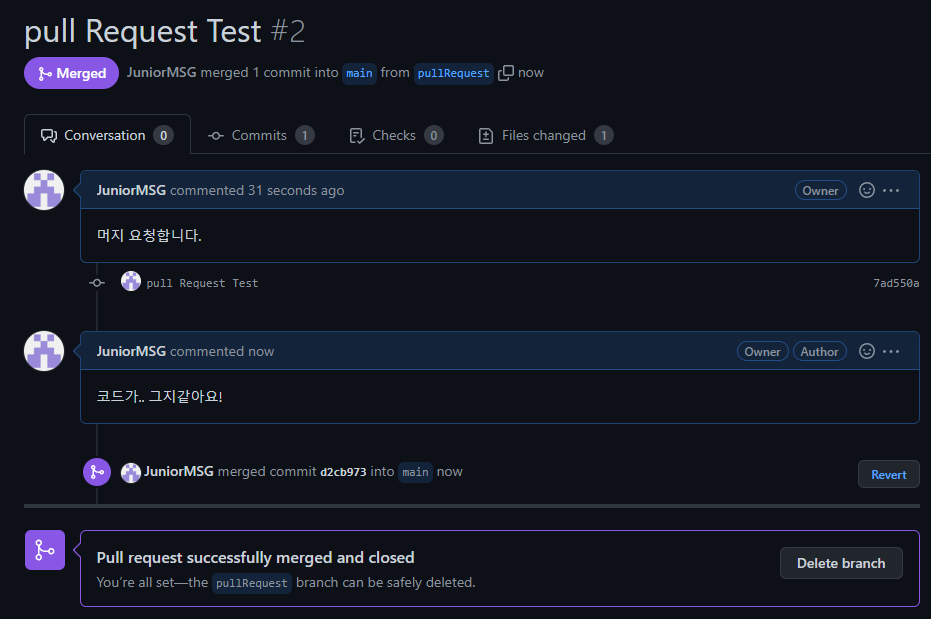 pull Request Test #2
Merged JuniorMSG merged 1 commit into main from pullRequest now
Conversation 0 Commits 1 Checks 0 Files changed 1
JuniorMSG commented 31 seconds ago Owner
머지 요청합니다.
pull Request Test 7ad550a
JuniorMSG commented now Owner Author
코드가.. 그지같아요!
JuniorMSG merged commit d2cb973 into main now Revert
Pull request successfully merged and closed
You’re all set—the pullRequest branch can be safely deleted.
Delete branch